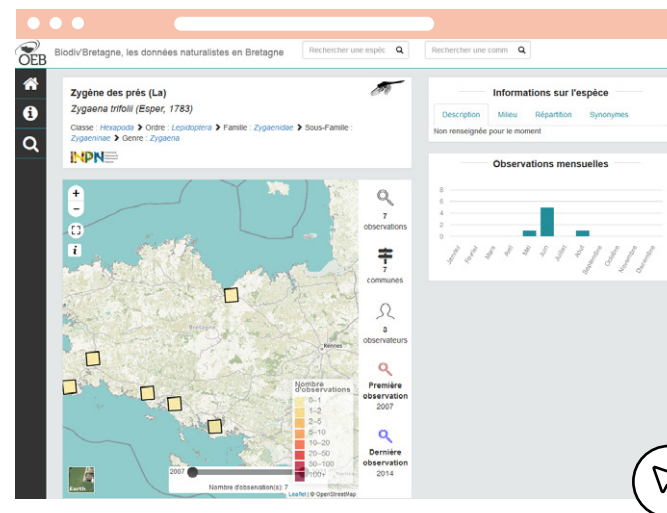 OEB
Biodiv'Bretagne, les données naturalistes en Bretagne
Rechercher une espèc
Rechercher une comm
Zygène des prés (La)
Zygaena trifolii (Esper, 1783)
Classe : Hexapoda > Ordre : Lepidoptera > Famille : Zygaenidae > Sous-Famille :
Zygaeninae > Genre : Zygaena
INPN
+
−
i
Bretagne
Rennes
7
observations
7
communes
3
observateurs
Première
observation
2007
Dernière
observation
2014
Nombre
d'observations
0–1
1–2
2–5
5–10
10–20
20–50
50–100
100+
2007
Nombre d'observation(s): 7
Earth
Leaflet | © OpenStreetMap
Informations sur l'espèce
Description Milieu Répartition Synonymes
Non renseignée pour le moment
Observations mensuelles
8
6
4
2
0
Janvier Février Mars Avril Mai Juin Juillet Août Septembre Octobre Novembre Décembre